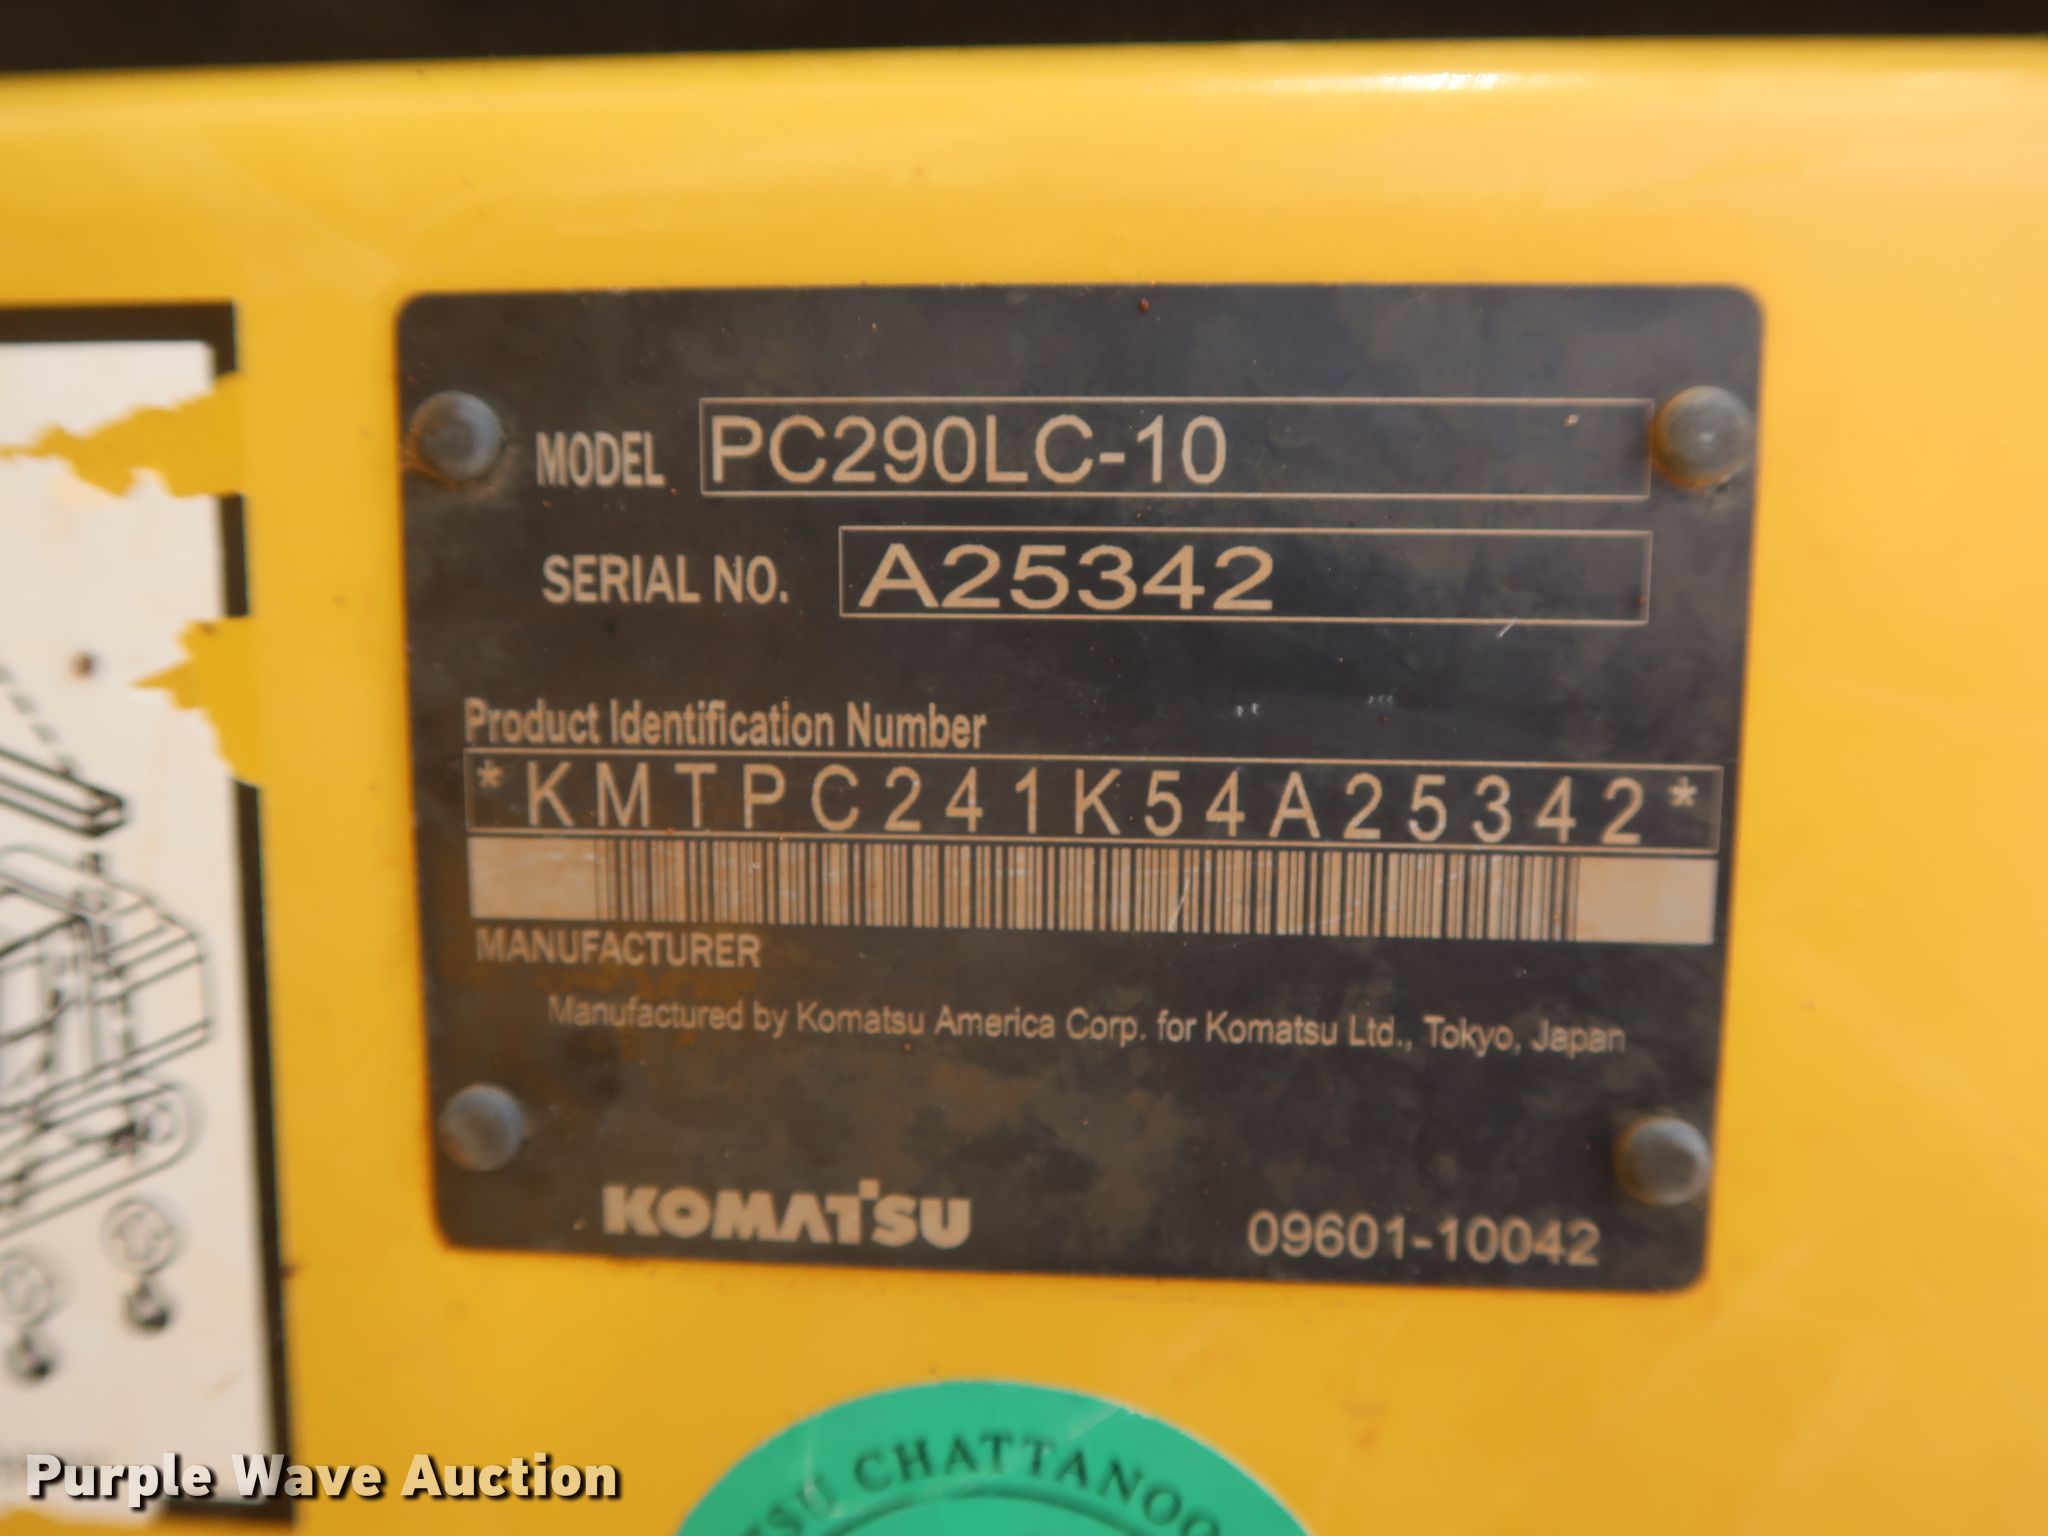 MODEL PC290LC-10
SERIAL NO. A25342
Product Identification Number
*KMTPC241K54A25342*
MANUFACTURER
Manufactured by Komatsu America Corp. for Komatsu Ltd., Tokyo, Japan
KOMATSU 09601-10042
CHATTANOO
Purple Wave Auction